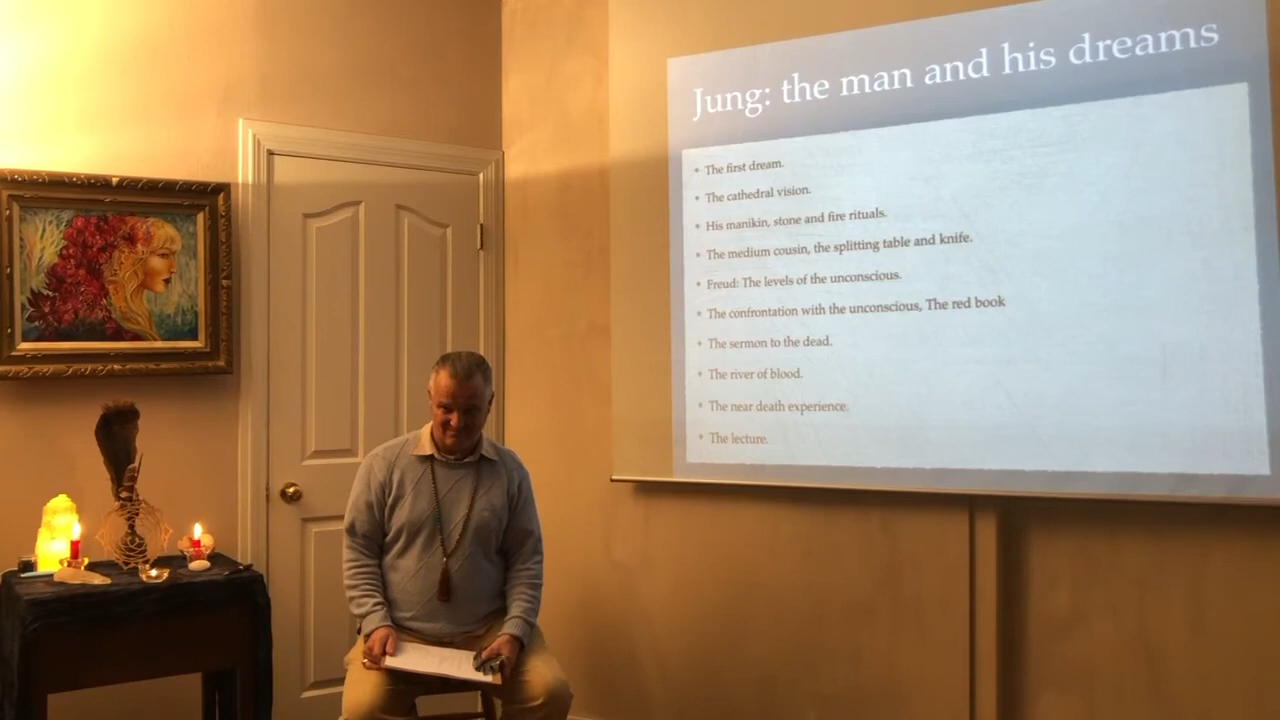 Jung: the man and his dreams
• The first dream.
• The cathedral vision.
• His manikin, stone and fire rituals.
• The medium cousin, the splitting table and knife.
• Freud: The levels of the unconscious.
• The confrontation with the unconscious, The red book
• The sermon to the dead.
• The river of blood.
• The near death experience.
• The lecture.